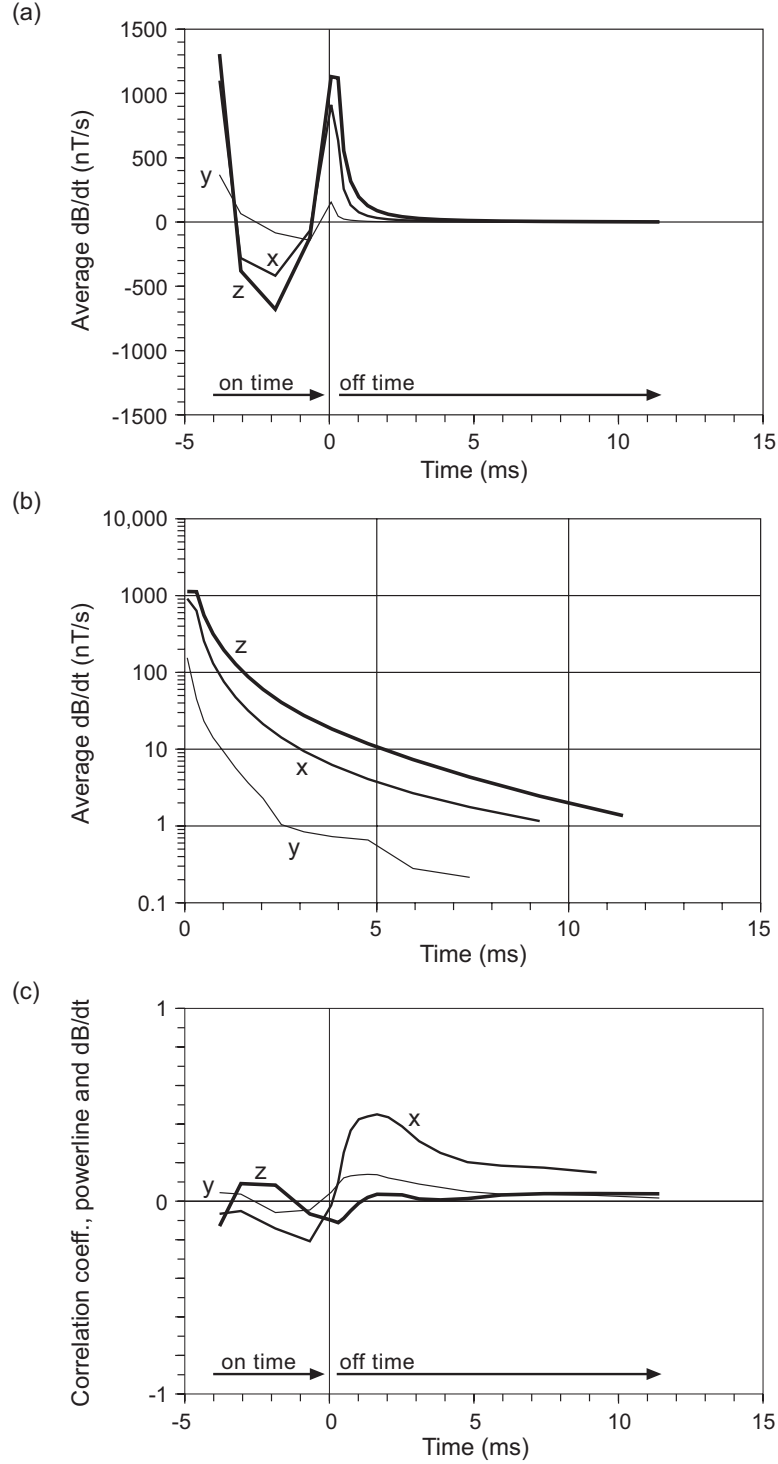 (a)
Average dB/dt (nT/s)
1500
1000
500
0
-500
-1000
-1500
y
x
z
on time
off time
-5
0
5
10
15
Time (ms)
(b)
Average dB/dt (nT/s)
10,000
1000
100
10
1
0.1
z
x
y
0
5
10
15
Time (ms)
(c)
Correlation coeff., powerline and dB/dt
1
0
-1
x
z
y
on time
off time
-5
0
5
10
15
Time (ms)